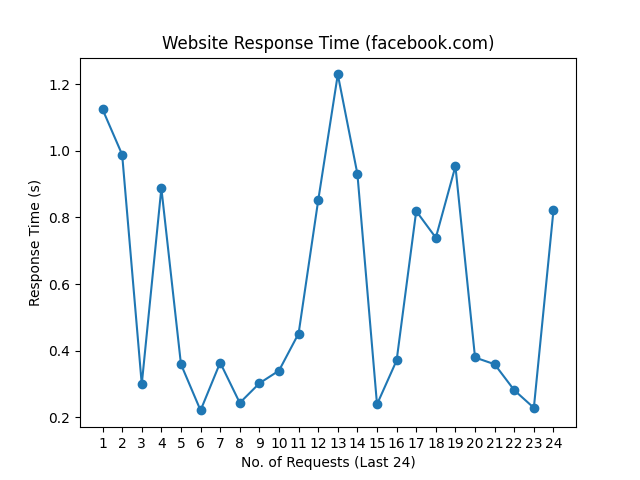 Website Response Time (facebook.com)
1.2
1.0
0.8
0.6
0.4
0.2
Response Time (s)
1 2 3 4 5 6 7 8 9 10 11 12 13 14 15 16 17 18 19 20 21 22 23 24
No. of Requests (Last 24)